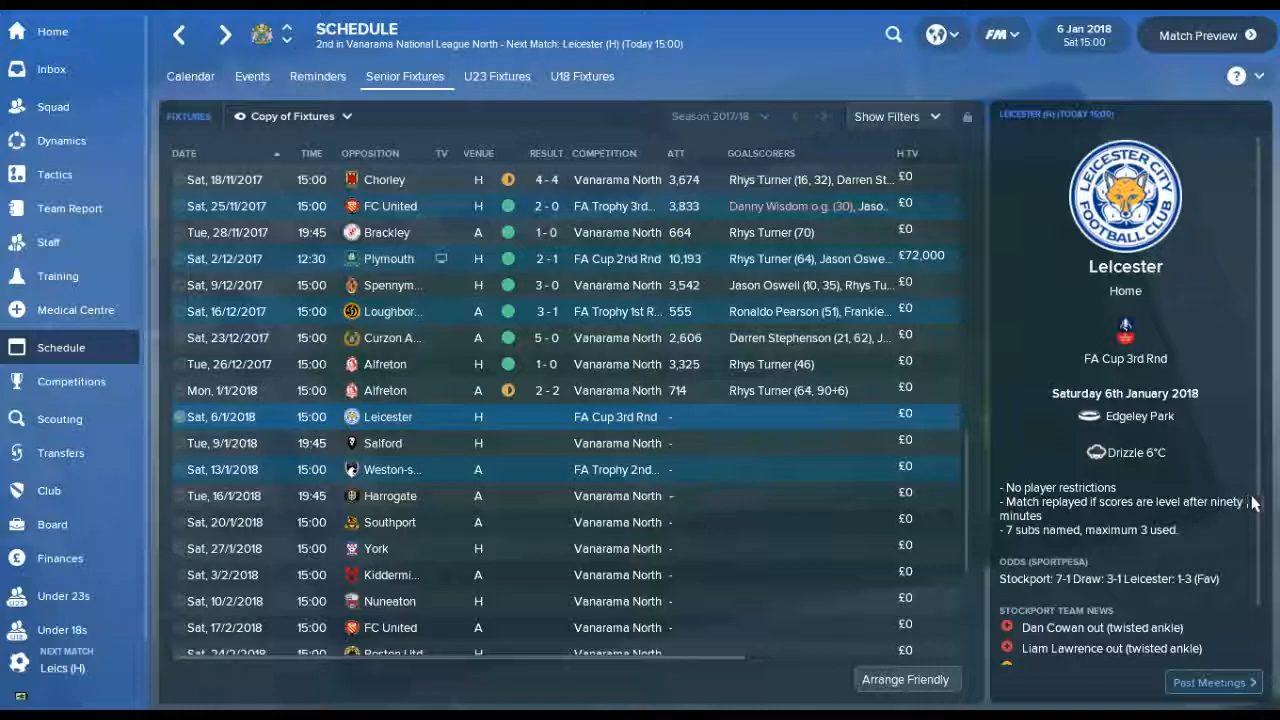 Home
Inbox
Squad
Dynamics
Tactics
Team Report
Staff
Training
Medical Centre
Schedule
Competitions
Scouting
Transfers
Club
Board
Finances
Under 23s
Under 18s
NEXT MATCH
Leics (H)
SCHEDULE
2nd in Vanarama National League North - Next Match: Leicester (H) (Today 15:00)
FM
6 Jan 2018
Sat 15:00
Match Preview
Calendar Events Reminders Senior Fixtures U23 Fixtures U18 Fixtures
?
FIXTURES Copy of Fixtures Season 2017/18 Show Filters
DATE TIME OPPOSITION TV VENUE RESULT COMPETITION ATT GOALSCORERS H TV
Sat, 18/11/2017 15:00 Chorley H 4 - 4 Vanarama North 3,674 Rhys Turner (16, 32), Darren St... £0
Sat, 25/11/2017 15:00 FC United H 2 - 0 FA Trophy 3rd... 3,833 Danny Wisdom o.g. (30), Jaso... £0
Tue, 28/11/2017 19:45 Brackley A 1 - 0 Vanarama North 664 Rhys Turner (70) £0
Sat, 2/12/2017 12:30 Plymouth H 2 - 1 FA Cup 2nd Rnd 10,193 Rhys Turner (64), Jason Oswe... £72,000
Sat, 9/12/2017 15:00 Spennym... H 3 - 0 Vanarama North 3,542 Jason Oswell (10, 35), Rhys Tu... £0
Sat, 16/12/2017 15:00 Loughbor... A 3 - 1 FA Trophy 1st R... 555 Ronaldo Pearson (51), Frankie... £0
Sat, 23/12/2017 15:00 Curzon A... A 5 - 0 Vanarama North 2,606 Darren Stephenson (21, 62), J... £0
Tue, 26/12/2017 15:00 Alfreton H 1 - 0 Vanarama North 3,325 Rhys Turner (46) £0
Mon, 1/1/2018 15:00 Alfreton A 2 - 2 Vanarama North 714 Rhys Turner (64, 90+6) £0
Sat, 6/1/2018 15:00 Leicester H FA Cup 3rd Rnd - £0
Tue, 9/1/2018 19:45 Salford H Vanarama North - £0
Sat, 13/1/2018 15:00 Weston-s... A FA Trophy 2nd... - £0
Tue, 16/1/2018 19:45 Harrogate A Vanarama North - £0
Sat, 20/1/2018 15:00 Southport A Vanarama North - £0
Sat, 27/1/2018 15:00 York H Vanarama North - £0
Sat, 3/2/2018 15:00 Kiddermi... A Vanarama North - £0
Sat, 10/2/2018 15:00 Nuneaton H Vanarama North - £0
Sat, 17/2/2018 15:00 FC United A Vanarama North - £0
Sat, 24/2/2018 15:00 Boston Utd H Vanarama North - £0
Arrange Friendly
LEICESTER (H) (TODAY 15:00)
LEICESTER CITY
FOOTBALL CLUB
Leicester
Home
FA Cup 3rd Rnd
Saturday 6th January 2018
Edgeley Park
Drizzle 6°C
- No player restrictions
- Match replayed if scores are level after ninety
minutes
- 7 subs named, maximum 3 used.
ODDS (SPORTPESA)
Stockport: 7-1 Draw: 3-1 Leicester: 1-3 (Fav)
STOCKPORT TEAM NEWS
Dan Cowan out (twisted ankle)
Liam Lawrence out (twisted ankle)
Past Meetings